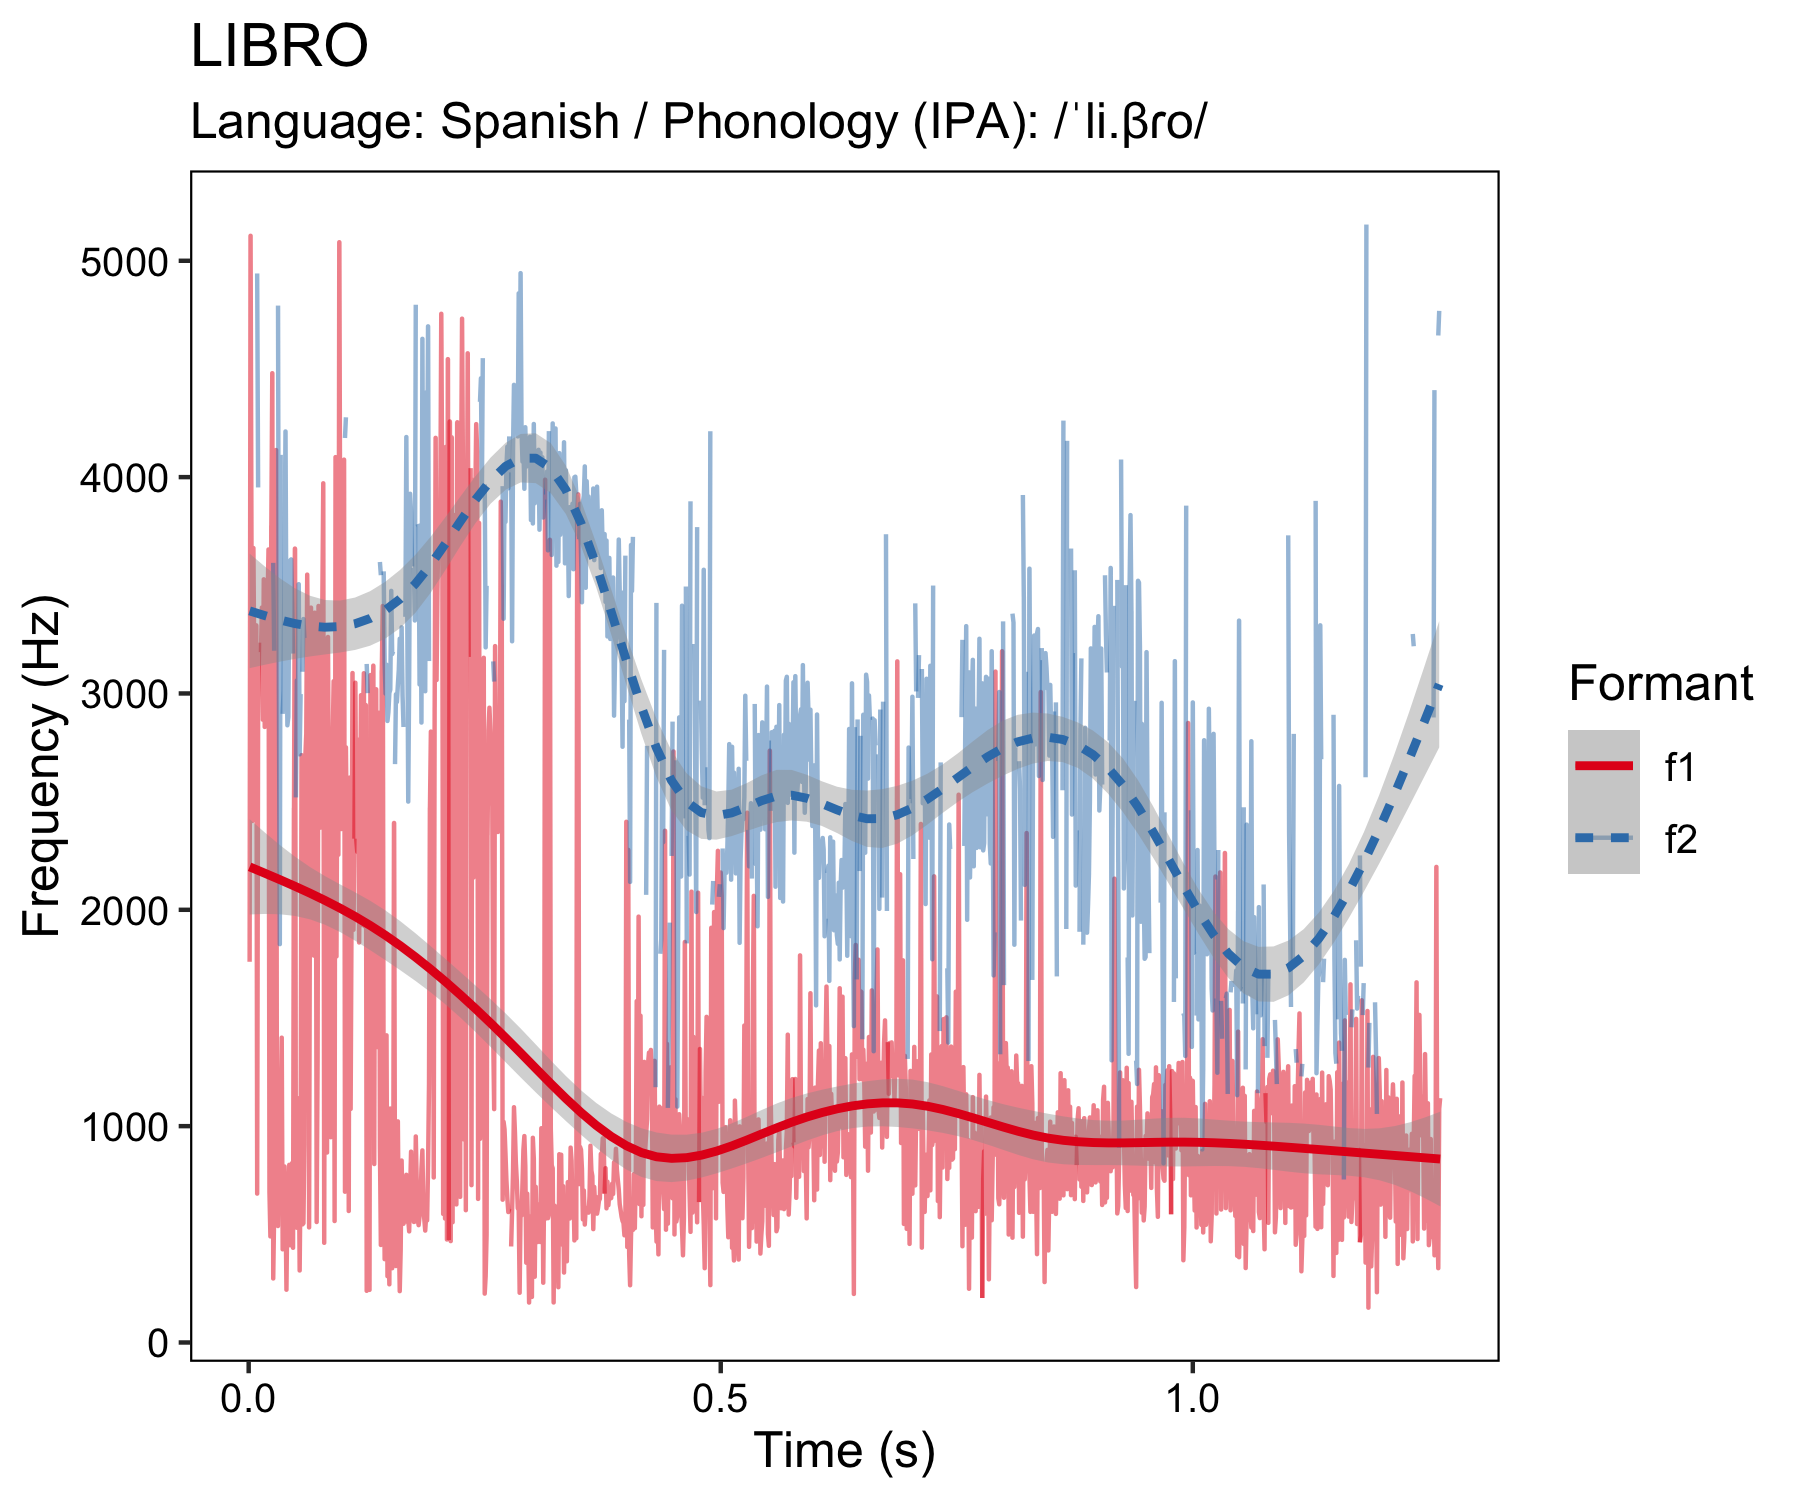 LIBRO
Language: Spanish / Phonology (IPA): /ˈli.βɾo/
Frequency (Hz)
5000
4000
3000
2000
1000
0
0.0 0.5 1.0
Time (s)
Formant
f1
f2